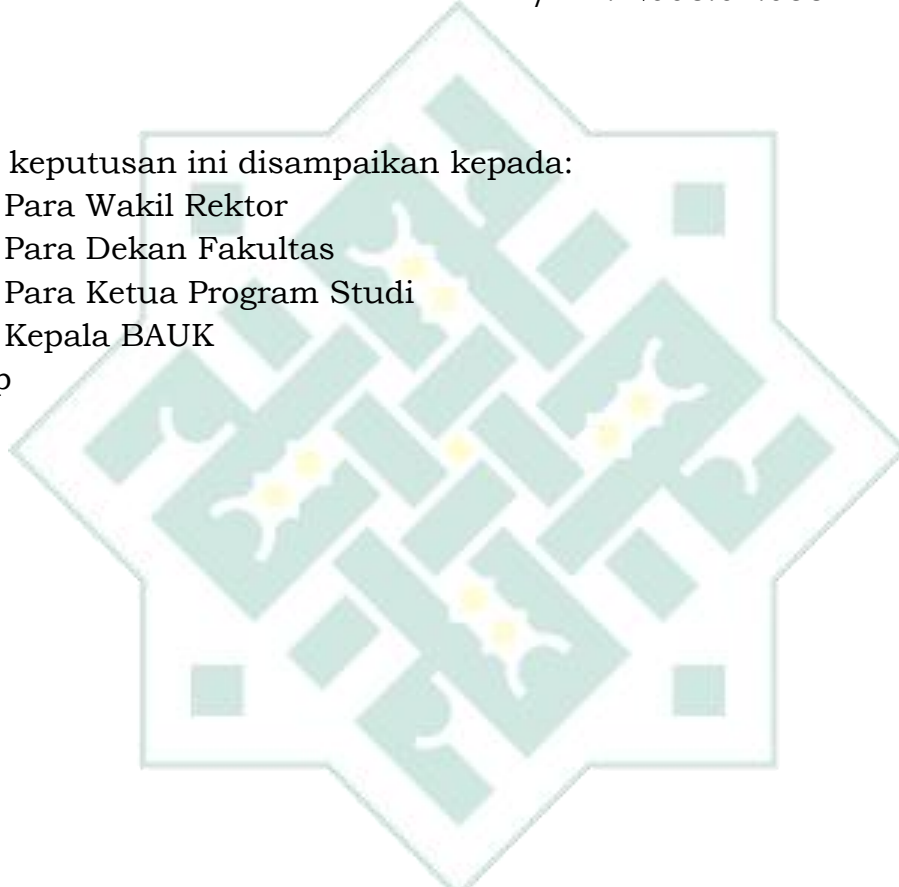 keputusan ini disampaikan kepada:
Para Wakil Rektor
Para Dekan Fakultas
Para Ketua Program Studi
Kepala BAUK